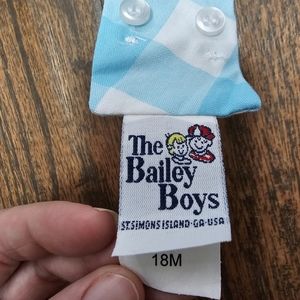 The
Bailey
Boys
ST. SIMONS ISLAND·GA·USA
18M